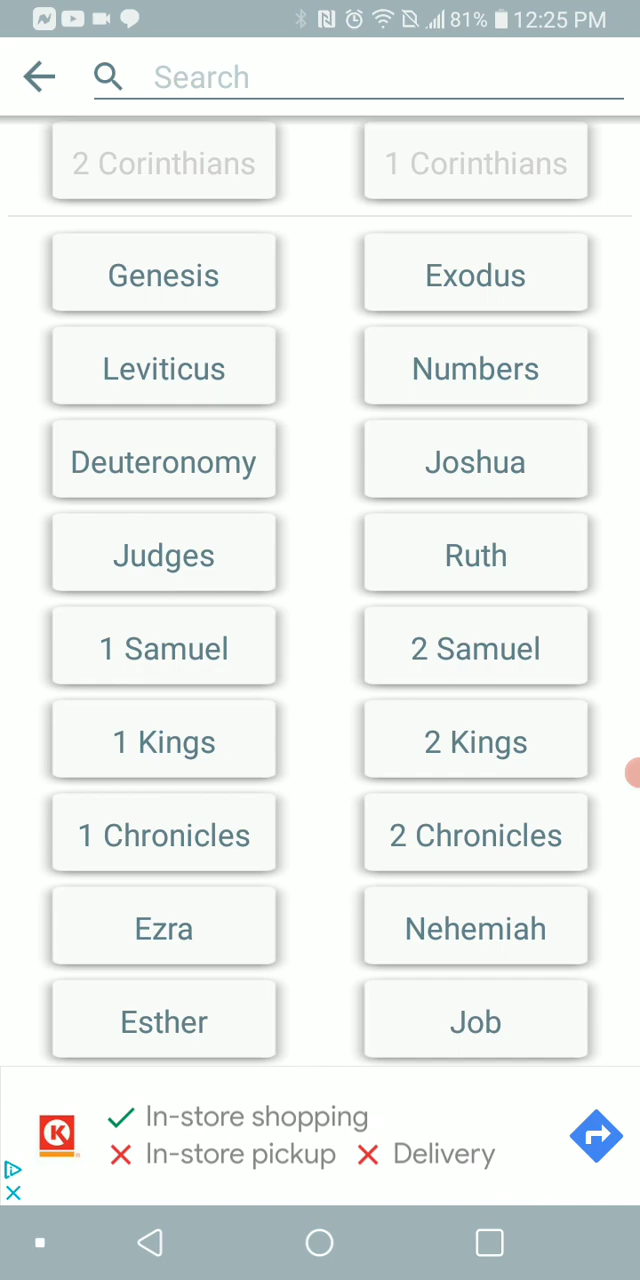 81% 12:25 PM
Search
2 Corinthians 1 Corinthians
Genesis Exodus
Leviticus Numbers
Deuteronomy Joshua
Judges Ruth
1 Samuel 2 Samuel
1 Kings 2 Kings
1 Chronicles 2 Chronicles
Ezra Nehemiah
Esther Job
K In-store shopping
In-store pickup Delivery